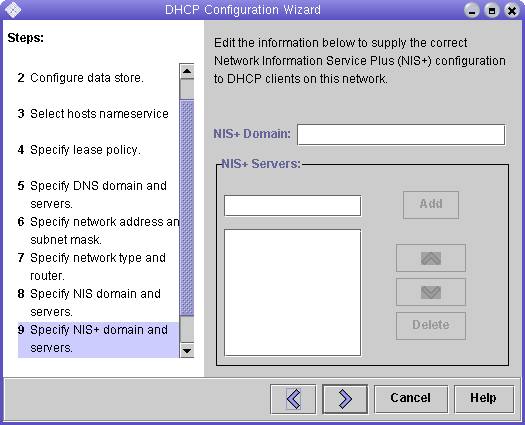 DHCP Configuration Wizard
Steps:
2 Configure data store.
3 Select hosts nameservice
4 Specify lease policy.
5 Specify DNS domain and
servers.
6 Specify network address an
subnet mask.
7 Specify network type and
router.
8 Specify NIS domain and
servers.
9 Specify NIS+ domain and
servers.
Edit the information below to supply the correct
Network Information Service Plus (NIS+) configuration
to DHCP clients on this network.
NIS+ Domain:
NIS+ Servers:
Add
Delete
Cancel
Help